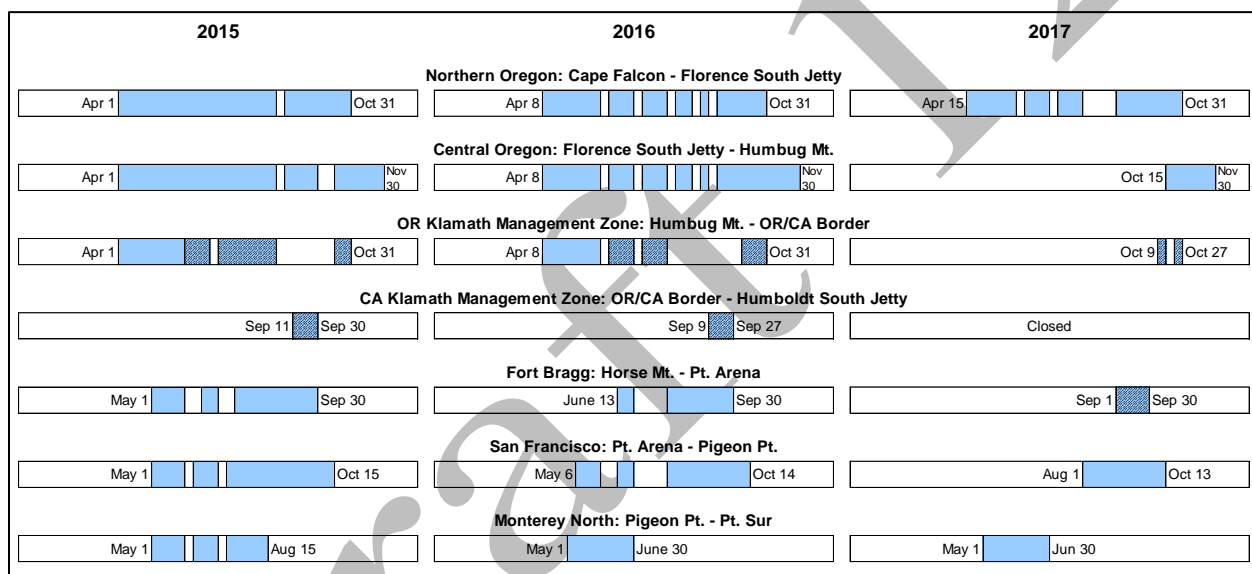 2015 2016 2017
Northern Oregon: Cape Falcon - Florence South Jetty
Apr 1 Oct 31 Apr 8 Oct 31 Apr 15 Oct 31
Central Oregon: Florence South Jetty - Humbug Mt.
Apr 1 Nov 30 Apr 8 Nov 30 Oct 15 Nov 30
OR Klamath Management Zone: Humbug Mt. - OR/CA Border
Apr 1 Oct 31 Apr 8 Oct 31 Oct 9 Oct 27
CA Klamath Management Zone: OR/CA Border - Humboldt South Jetty
Sep 11 Sep 30 Sep 9 Sep 27 Closed
Fort Bragg: Horse Mt. - Pt. Arena
May 1 Sep 30 June 13 Sep 30 Sep 1 Sep 30
San Francisco: Pt. Arena - Pigeon Pt.
May 1 Oct 15 May 6 Oct 14 Aug 1 Oct 13
Monterey North: Pigeon Pt. - Pt. Sur
May 1 Aug 15 May 1 June 30 May 1 Jun 30